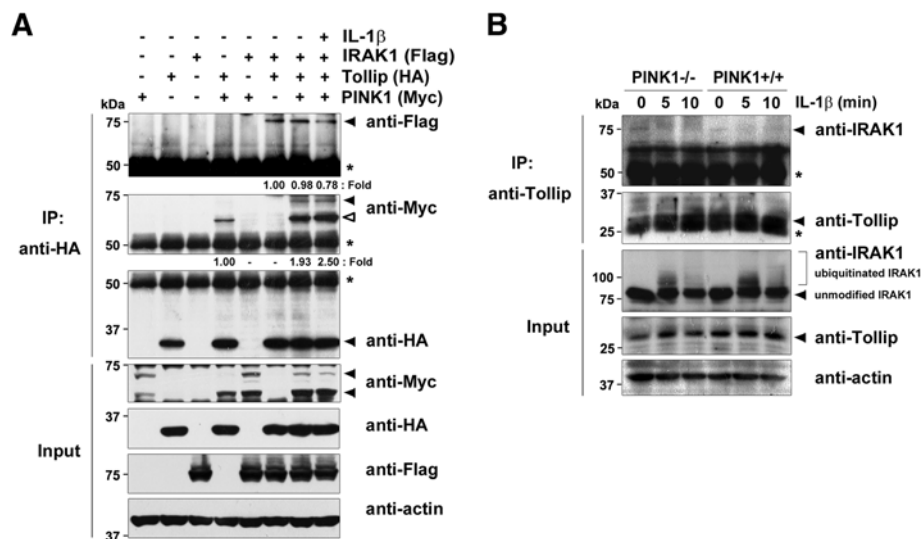 A
- - - - - - - + IL-1β
- - + - + + + + IRAK1 (Flag)
- + - + - + + + Tollip (HA)
+ - - + + - + + PINK1 (Myc)
kDa
75
anti-Flag
50
*
1.00 0.98 0.78 : Fold
75
anti-Myc
IP:
anti-HA
50
*
1.00 - - 1.93 2.50 : Fold
50
*
37
anti-HA
75
anti-Myc
37
anti-HA
Input
anti-Flag
75
anti-actin
37
B
PINK1-/- PINK1+/+
kDa
0 5 10 0 5 10 IL-1β (min)
75
anti-IRAK1
IP:
anti-Tollip
50
*
37
anti-Tollip
25
*
anti-IRAK1
100
ubiquitinated IRAK1
75
unmodified IRAK1
Input
anti-Tollip
25
37
anti-actin